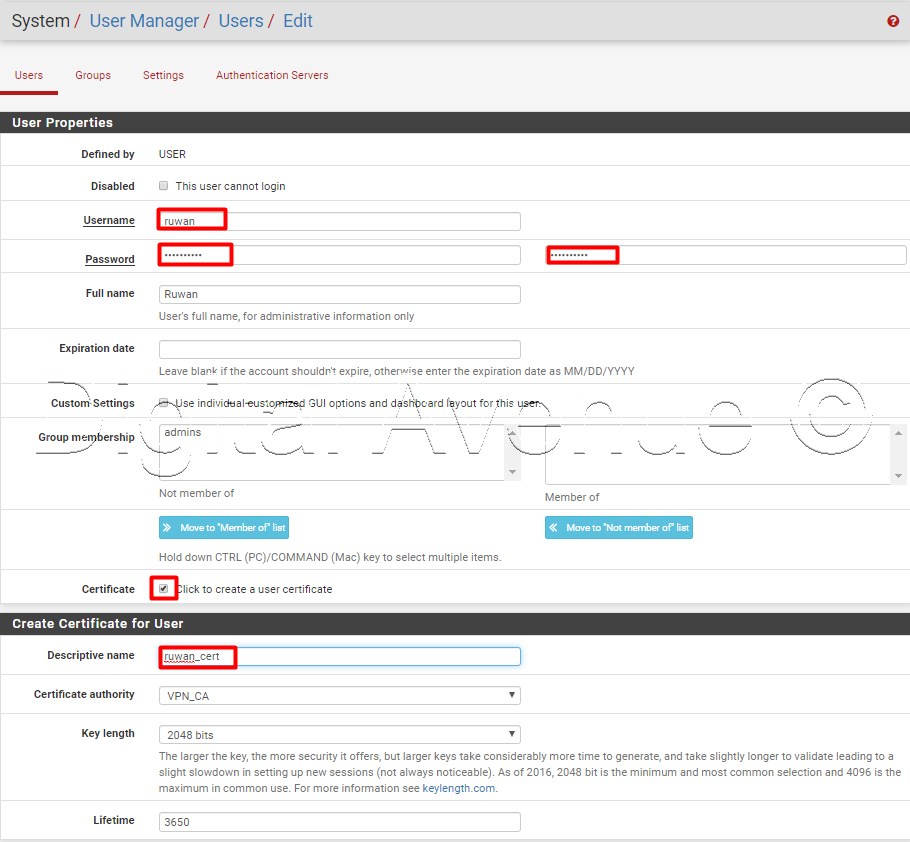 System / User Manager / Users / Edit
Users Groups Settings Authentication Servers
User Properties
Defined by USER
Disabled This user cannot login
Username ruwan
Password •••••••••• ••••••••••
Full name Ruwan
User's full name, for administrative information only
Expiration date
Leave blank if the account shouldn't expire, otherwise enter the expiration date as MM/DD/YYYY
Custom Settings Use individual customized GUI options and dashboard layout for this user.
Group membership admins
Not member of Member of
Move to "Member of" list Move to "Not member of" list
Hold down CTRL (PC)/COMMAND (Mac) key to select multiple items.
Certificate Click to create a user certificate
Create Certificate for User
Descriptive name ruwan_cert
Certificate authority VPN_CA
Key length 2048 bits
The larger the key, the more security it offers, but larger keys take considerably more time to generate, and take slightly longer to validate leading to a
slight slowdown in setting up new sessions (not always noticeable). As of 2016, 2048 bit is the minimum and most common selection and 4096 is the
maximum in common use. For more information see keylength.com.
Lifetime 3650